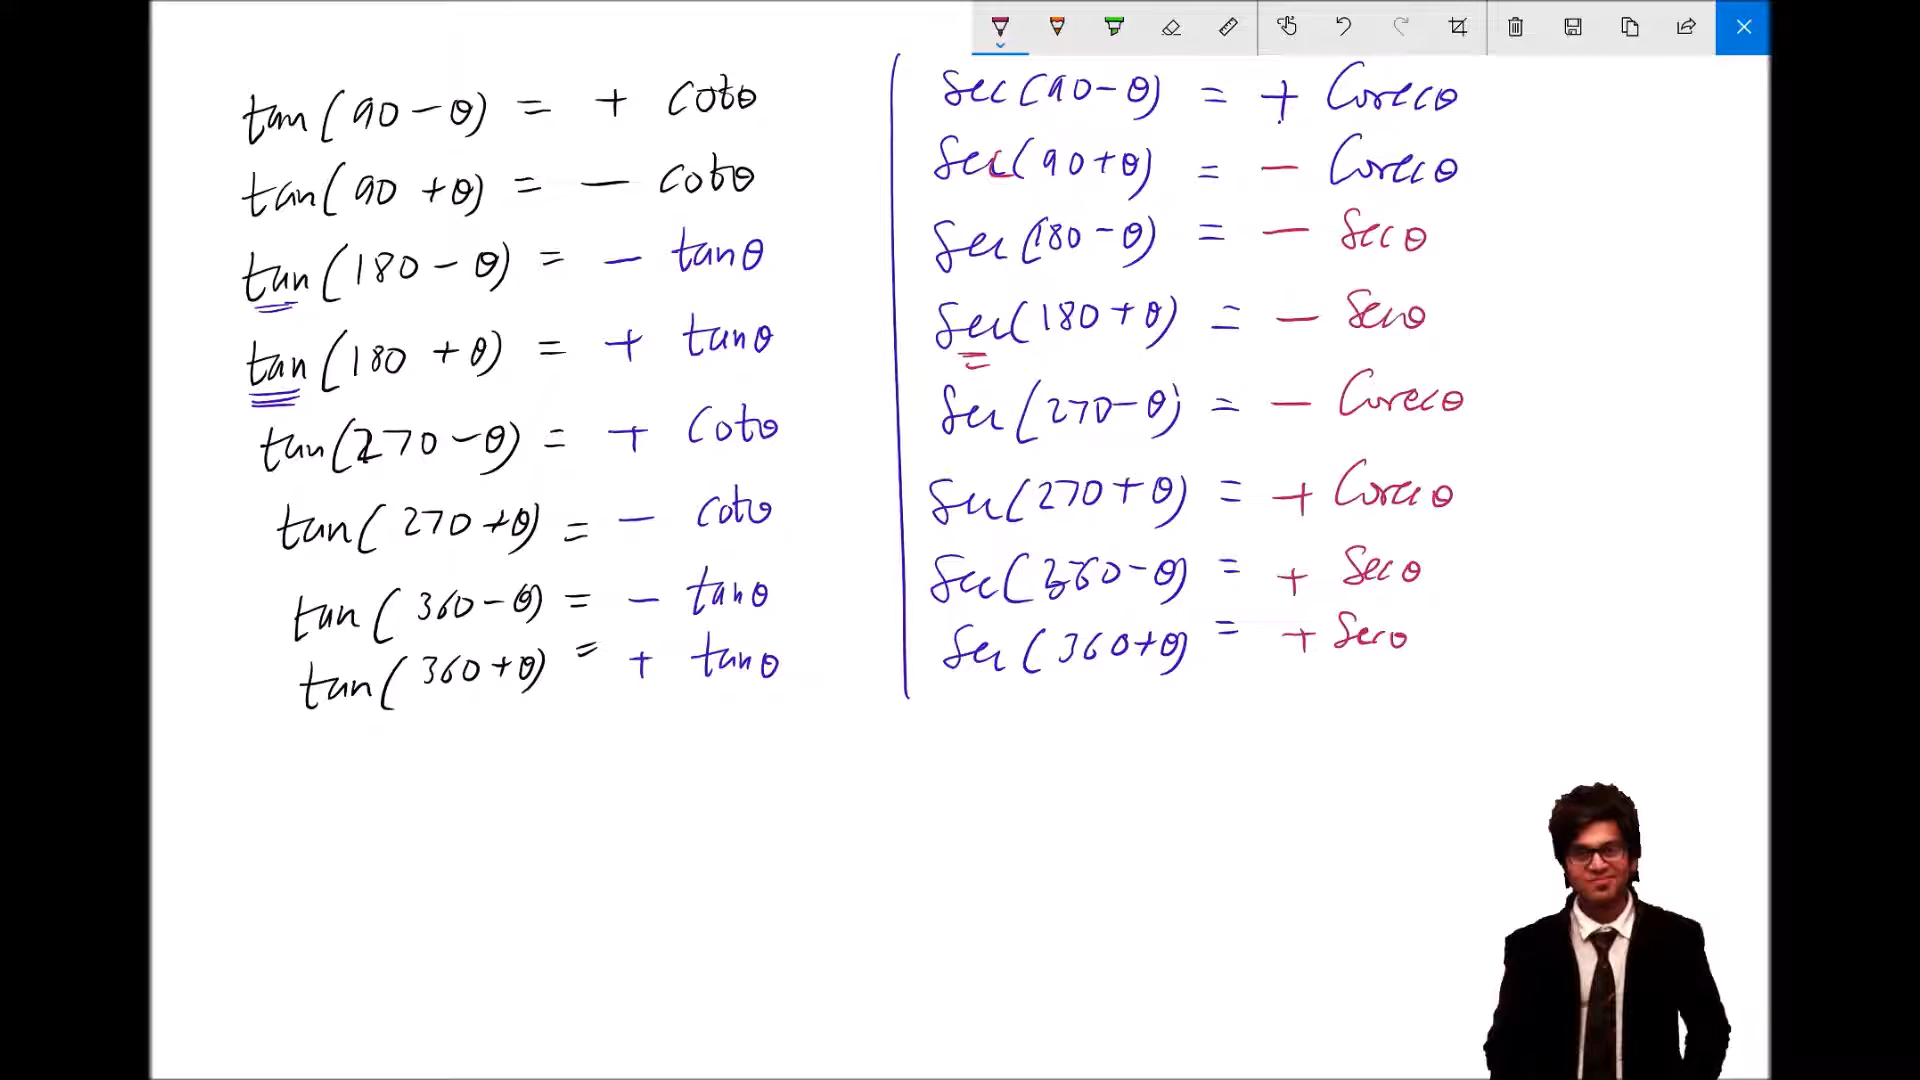 tan(90-θ) = + cotθ
tan(90+θ) = - cotθ
tan(180-θ) = - tanθ
tan(180+θ) = + tanθ
tan(270-θ) = + cotθ
tan(270+θ) = - cotθ
tan(360-θ) = - tanθ
tan(360+θ) = + tanθ
Sec(90-θ) = + Cosecθ
Sec(90+θ) = - Cosecθ
Sec(180-θ) = - Secθ
Sec(180+θ) = - Secθ
Sec(270-θ) = - Cosecθ
Sec(270+θ) = + Cosecθ
Sec(360-θ) = + Secθ
Sec(360+θ) = + Secθ